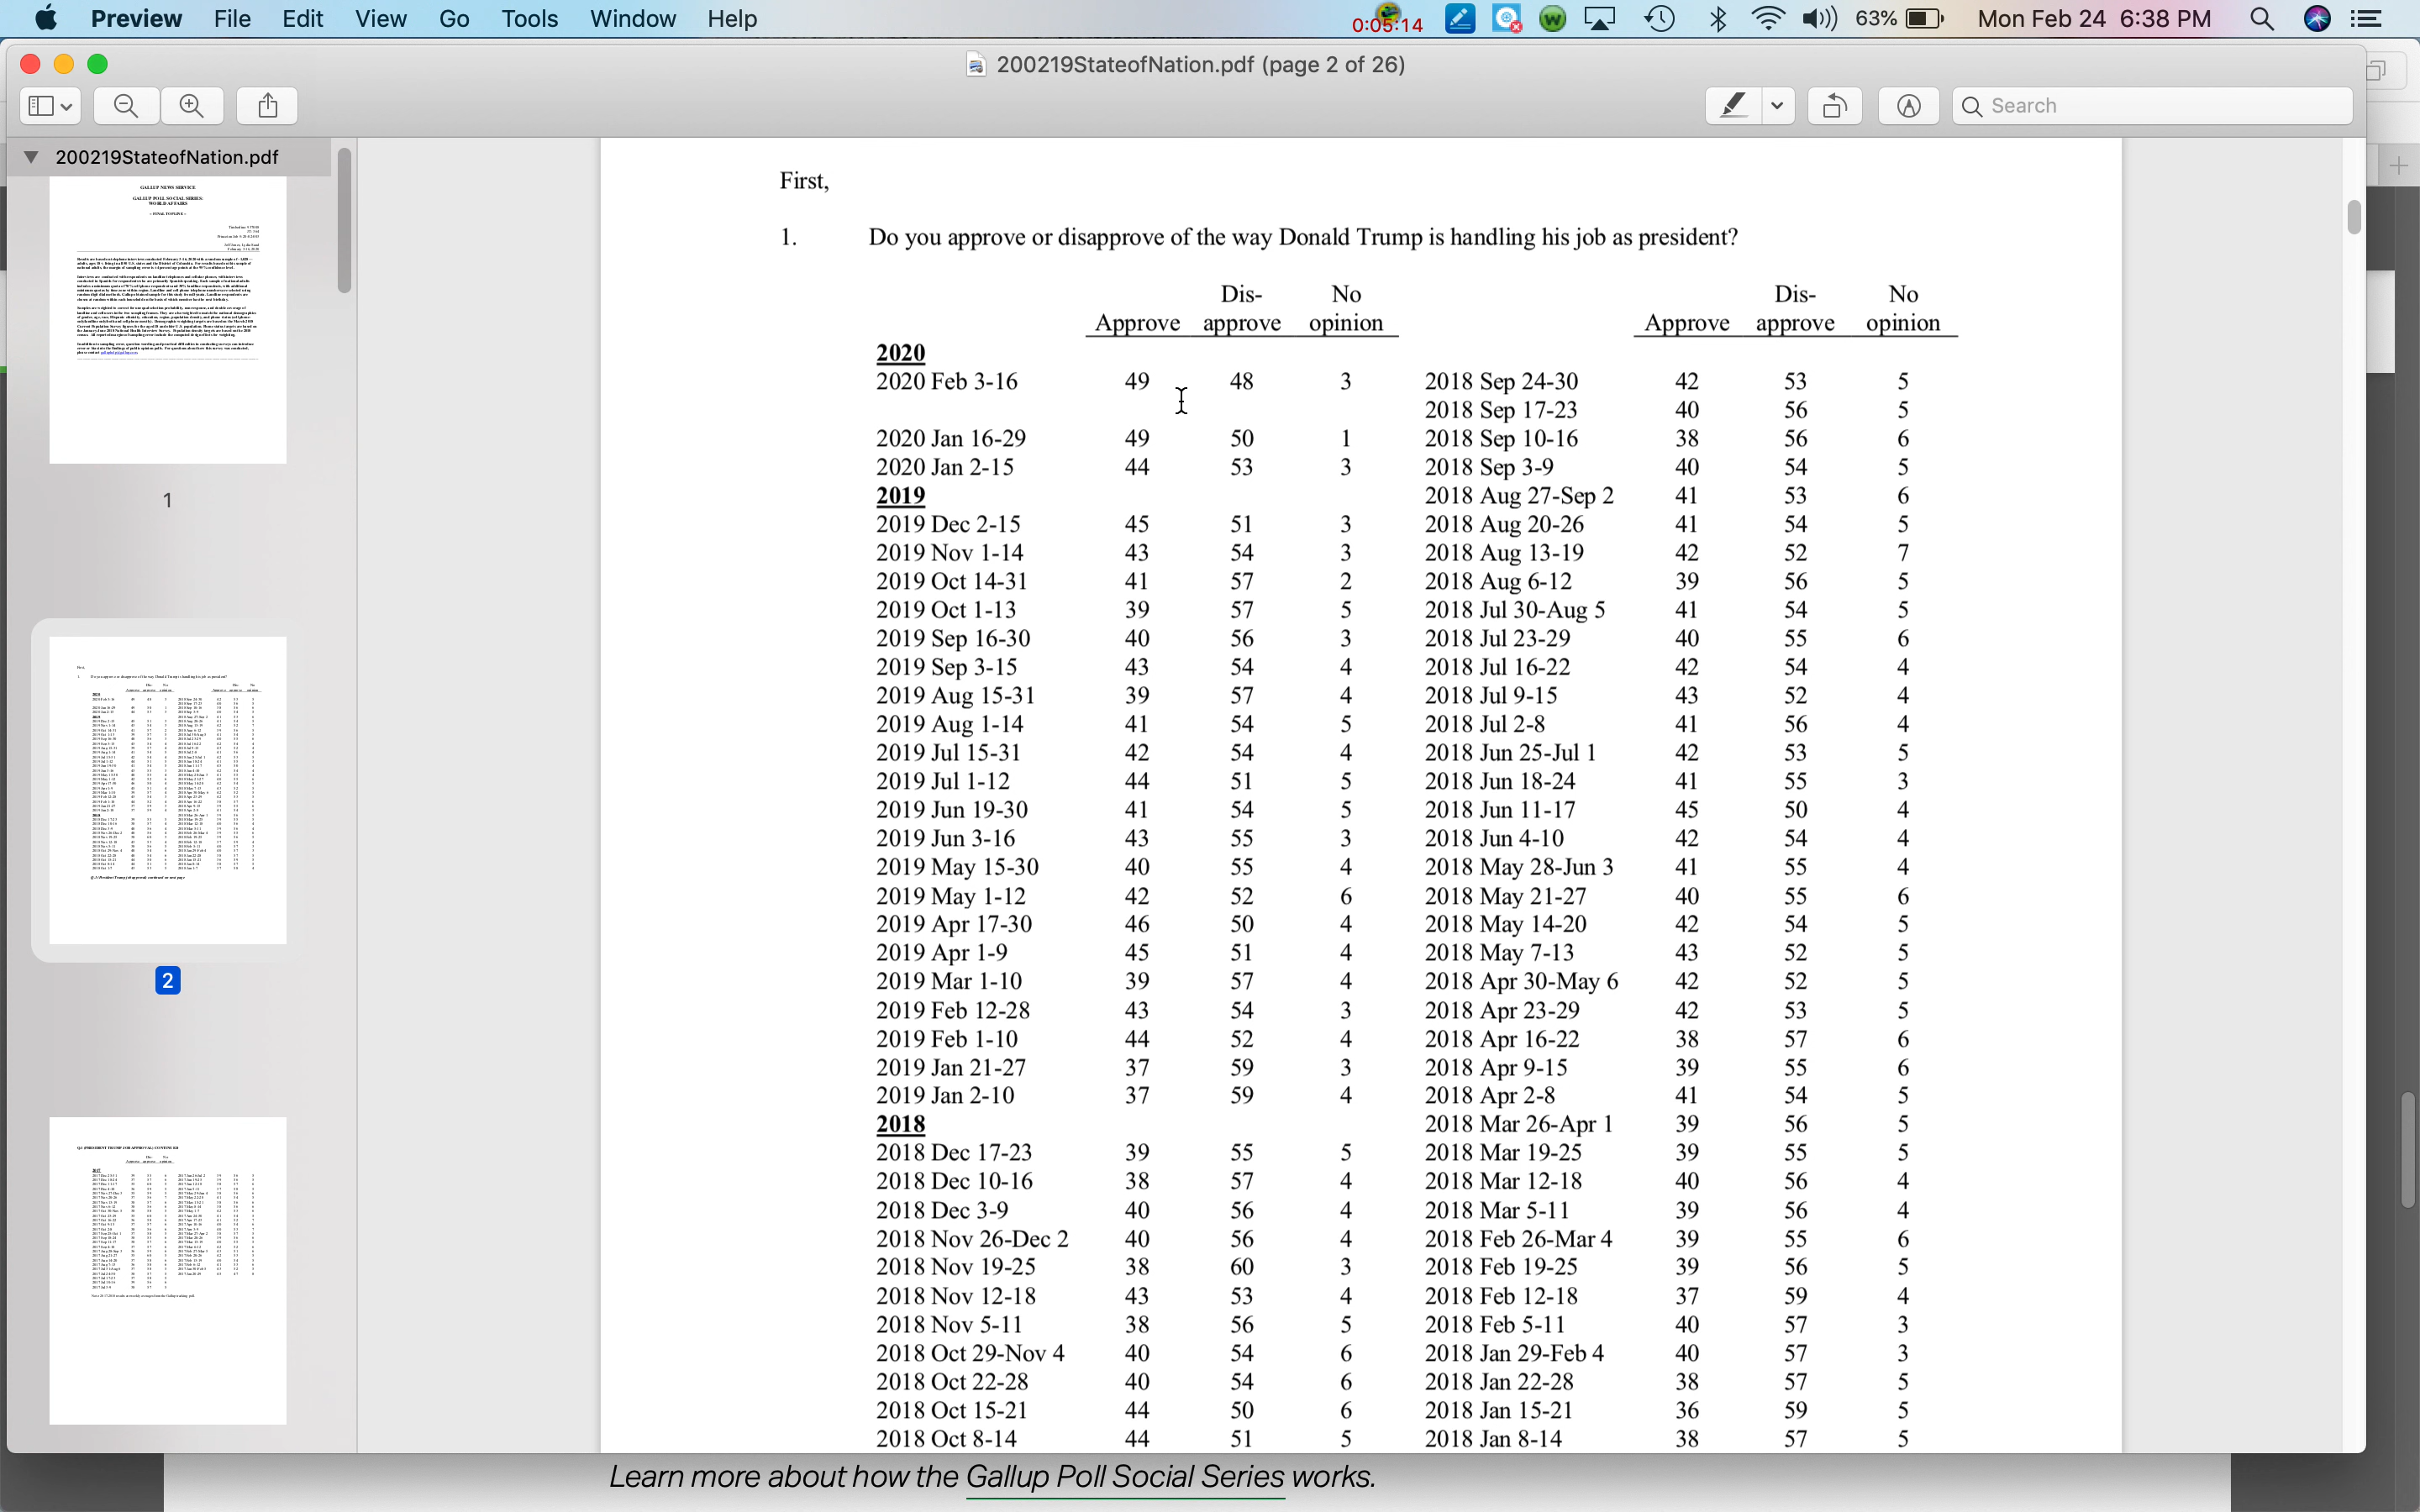 Preview File Edit View Go Tools Window Help 0:05:14 63% Mon Feb 24 6:38 PM
200219StateofNation.pdf (page 2 of 26)
Search
200219StateofNation.pdf
GALLUP NEWS SERVICE
GALLUP POLL SOCIAL SERIES:
WORLD AFFAIRS
1
2
First,
1. Do you approve or disapprove of the way Donald Trump is handling his job as president?
Dis- No Dis- No
Approve approve opinion Approve approve opinion
2020
2020 Feb 3-16 49 48 3 2018 Sep 24-30 42 53 5
2018 Sep 17-23 40 56 5
2020 Jan 16-29 49 50 1 2018 Sep 10-16 38 56 6
2020 Jan 2-15 44 53 3 2018 Sep 3-9 40 54 5
2019 2018 Aug 27-Sep 2 41 53 6
2019 Dec 2-15 45 51 3 2018 Aug 20-26 41 54 5
2019 Nov 1-14 43 54 3 2018 Aug 13-19 42 52 7
2019 Oct 14-31 41 57 2 2018 Aug 6-12 39 56 5
2019 Oct 1-13 39 57 5 2018 Jul 30-Aug 5 41 54 5
2019 Sep 16-30 40 56 3 2018 Jul 23-29 40 55 6
2019 Sep 3-15 43 54 4 2018 Jul 16-22 42 54 4
2019 Aug 15-31 39 57 4 2018 Jul 9-15 43 52 4
2019 Aug 1-14 41 54 5 2018 Jul 2-8 41 56 4
2019 Jul 15-31 42 54 4 2018 Jun 25-Jul 1 42 53 5
2019 Jul 1-12 44 51 5 2018 Jun 18-24 41 55 3
2019 Jun 19-30 41 54 5 2018 Jun 11-17 45 50 4
2019 Jun 3-16 43 55 3 2018 Jun 4-10 42 54 4
2019 May 15-30 40 55 4 2018 May 28-Jun 3 41 55 4
2019 May 1-12 42 52 6 2018 May 21-27 40 55 6
2019 Apr 17-30 46 50 4 2018 May 14-20 42 54 5
2019 Apr 1-9 45 51 4 2018 May 7-13 43 52 5
2019 Mar 1-10 39 57 4 2018 Apr 30-May 6 42 52 5
2019 Feb 12-28 43 54 3 2018 Apr 23-29 42 53 5
2019 Feb 1-10 44 52 4 2018 Apr 16-22 38 57 6
2019 Jan 21-27 37 59 3 2018 Apr 9-15 39 55 6
2019 Jan 2-10 37 59 4 2018 Apr 2-8 41 54 5
2018 2018 Mar 26-Apr 1 39 56 5
2018 Dec 17-23 39 55 5 2018 Mar 19-25 39 55 5
2018 Dec 10-16 38 57 4 2018 Mar 12-18 40 56 4
2018 Dec 3-9 40 56 4 2018 Mar 5-11 39 56 4
2018 Nov 26-Dec 2 40 56 4 2018 Feb 26-Mar 4 39 55 6
2018 Nov 19-25 38 60 3 2018 Feb 19-25 39 56 5
2018 Nov 12-18 43 53 4 2018 Feb 12-18 37 59 4
2018 Nov 5-11 38 56 5 2018 Feb 5-11 40 57 3
2018 Oct 29-Nov 4 40 54 6 2018 Jan 29-Feb 4 40 57 3
2018 Oct 22-28 40 54 6 2018 Jan 22-28 38 57 5
2018 Oct 15-21 44 50 6 2018 Jan 15-21 36 59 5
2018 Oct 8-14 44 51 5 2018 Jan 8-14 38 57 5
Learn more about how the Gallup Poll Social Series works.